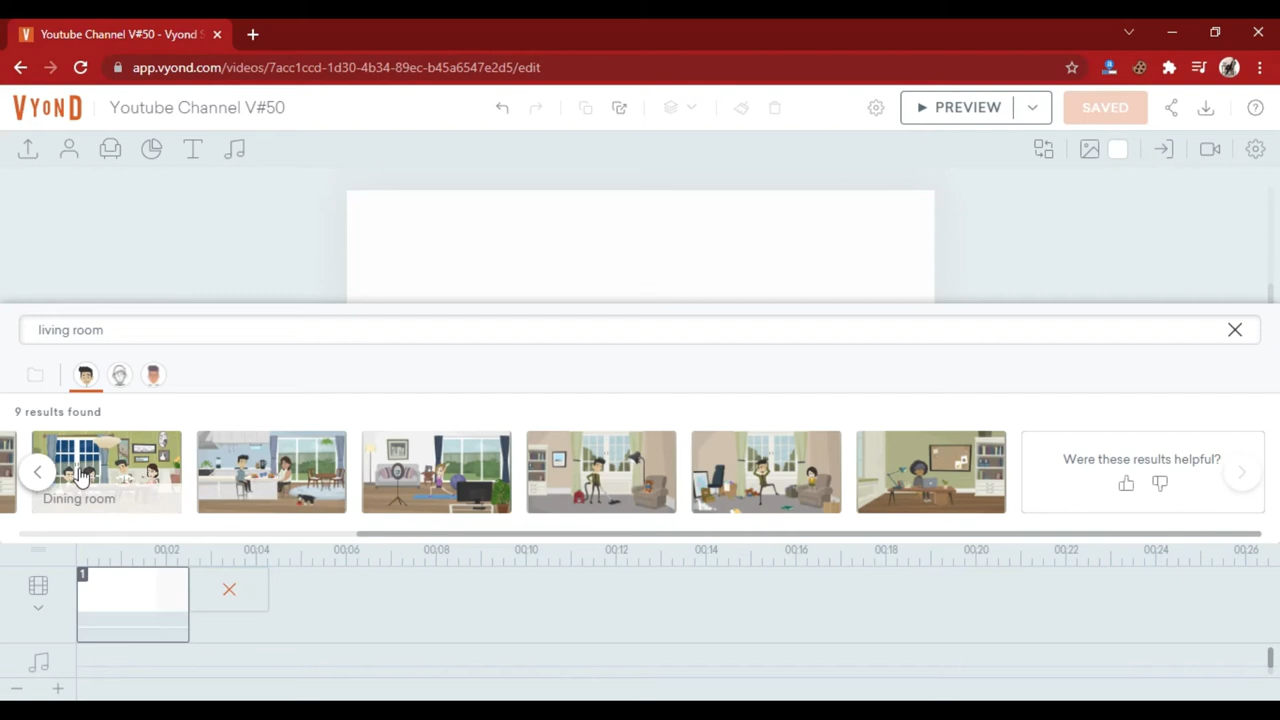 Youtube Channel V#50 - Vyond S
app.vyond.com/videos/7acc1ccd-1d30-4b34-89ec-b45a6547e2d5/edit
VYOND
Youtube Channel V#50
PREVIEW
SAVED
living room
9 results found
Dining room
Were these results helpful?
00:02 00:04 00:06 00:08 00:10 00:12 00:14 00:16 00:18 00:20 00:22 00:24 00:26
1